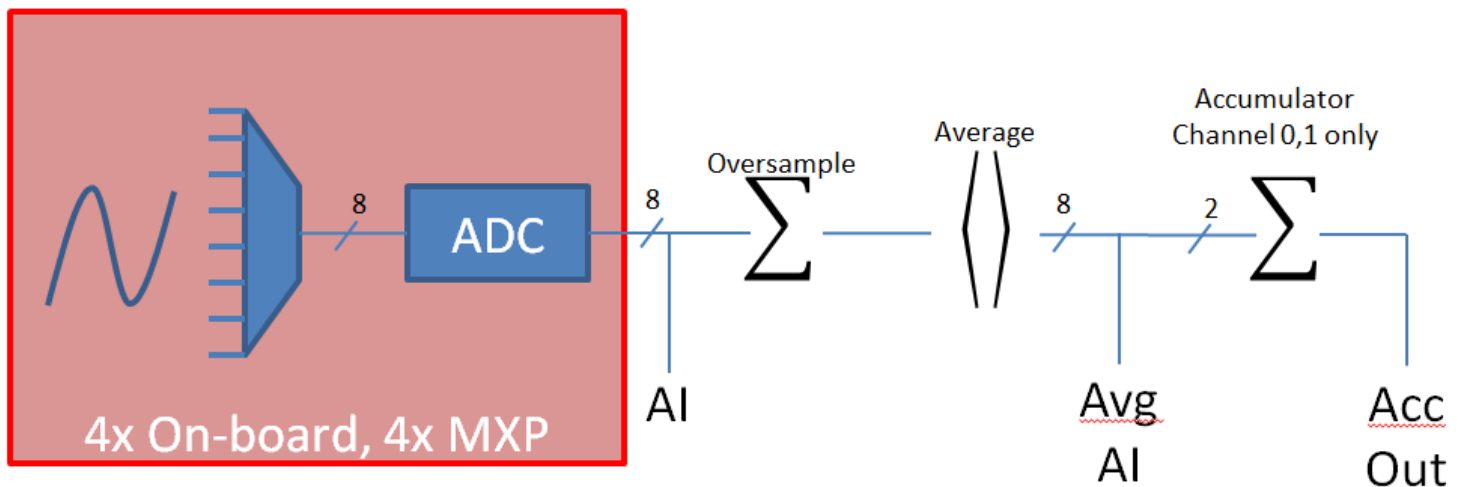 8
ADC
4x On-board, 4x MXP
8
AI
Oversample
∑
Average
8
Avg
AI
2
Accumulator
Channel 0,1 only
∑
Acc
Out